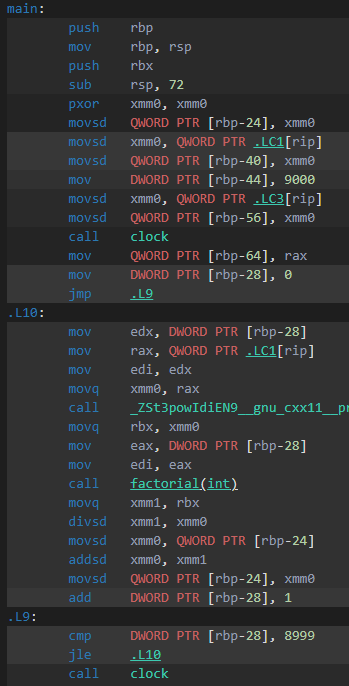 main:
push rbp
mov rbp, rsp
push rbx
sub rsp, 72
pxor xmm0, xmm0
movsd QWORD PTR [rbp-24], xmm0
movsd xmm0, QWORD PTR .LC1[rip]
movsd QWORD PTR [rbp-40], xmm0
mov DWORD PTR [rbp-44], 9000
movsd xmm0, QWORD PTR .LC3[rip]
movsd QWORD PTR [rbp-56], xmm0
call clock
mov QWORD PTR [rbp-64], rax
mov DWORD PTR [rbp-28], 0
jmp .L9
.L10:
mov edx, DWORD PTR [rbp-28]
mov rax, QWORD PTR .LC1[rip]
mov edi, edx
movq xmm0, rax
call _ZSt3powIdiEN9__gnu_cxx11__pr
movq rbx, xmm0
mov eax, DWORD PTR [rbp-28]
mov edi, eax
call factorial(int)
movq xmm1, rbx
divsd xmm1, xmm0
movsd xmm0, QWORD PTR [rbp-24]
addsd xmm0, xmm1
movsd QWORD PTR [rbp-24], xmm0
add DWORD PTR [rbp-28], 1
.L9:
cmp DWORD PTR [rbp-28], 8999
jle .L10
call clock